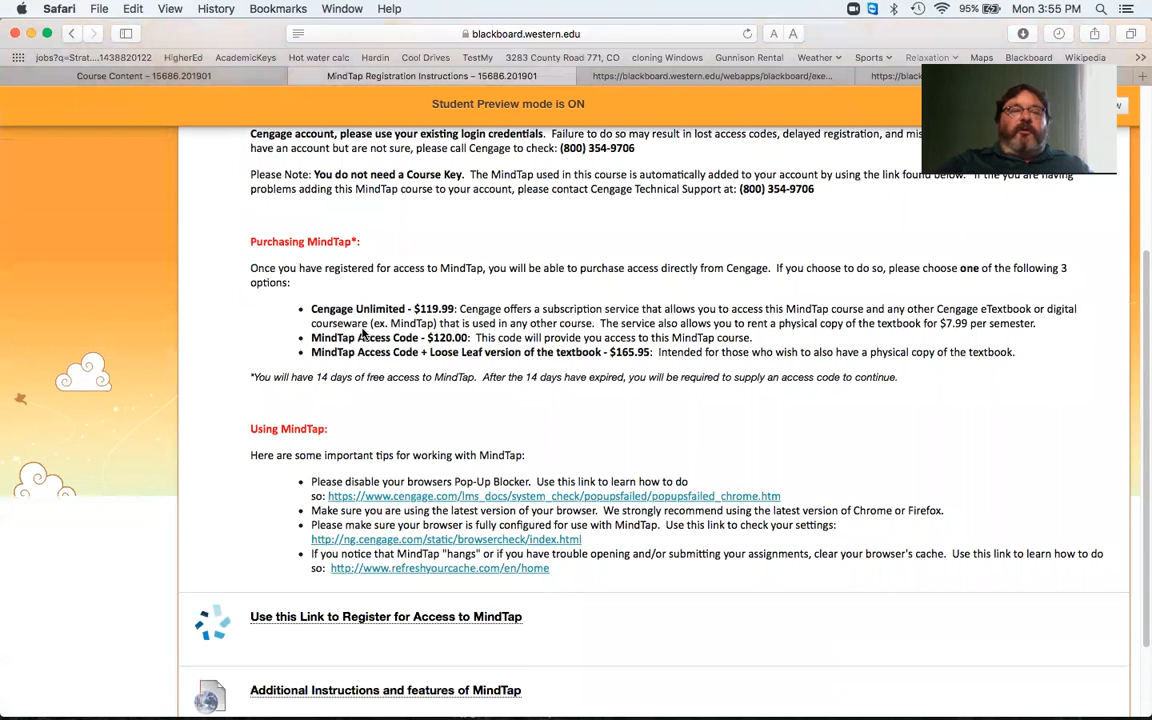 Safari File Edit View History Bookmarks Window Help 95% Mon 3:55 PM
blackboard.western.edu A A
jobs?q=Strat....1438820122 HigherEd AcademicKeys Hot water calc Hardin Cool Drives TestMy 3283 County Road 771, CO cloning Windows Gunnison Rental Weather Sports Relaxation Maps Blackboard Wikipedia
Course Content – 15686.201901 MindTap Registration Instructions – 15686.201901 https://blackboard.western.edu/webapps/blackboard/exe... https://bla
Student Preview mode is ON
Cengage account, please use your existing login credentials. Failure to do so may result in lost access codes, delayed registration, and mis
have an account but are not sure, please call Cengage to check: (800) 354-9706
Please Note: You do not need a Course Key. The MindTap used in this course is automatically added to your account by using the link found below. If the you are having
problems adding this MindTap course to your account, please contact Cengage Technical Support at: (800) 354-9706
Purchasing MindTap*:
Once you have registered for access to MindTap, you will be able to purchase access directly from Cengage. If you choose to do so, please choose one of the following 3
options:
• Cengage Unlimited - $119.99: Cengage offers a subscription service that allows you to access this MindTap course and any other Cengage eTextbook or digital
courseware (ex. MindTap) that is used in any other course. The service also allows you to rent a physical copy of the textbook for $7.99 per semester.
• MindTap Access Code - $120.00: This code will provide you access to this MindTap course.
• MindTap Access Code + Loose Leaf version of the textbook - $165.95: Intended for those who wish to also have a physical copy of the textbook.
*You will have 14 days of free access to MindTap. After the 14 days have expired, you will be required to supply an access code to continue.
Using MindTap:
Here are some important tips for working with MindTap:
• Please disable your browsers Pop-Up Blocker. Use this link to learn how to do
so: https://www.cengage.com/lms_docs/system_check/popupsfailed/popupsfailed_chrome.htm
• Make sure you are using the latest version of your browser. We strongly recommend using the latest version of Chrome or Firefox.
• Please make sure your browser is fully configured for use with MindTap. Use this link to check your settings:
http://ng.cengage.com/static/browsercheck/index.html
• If you notice that MindTap "hangs" or if you have trouble opening and/or submitting your assignments, clear your browser's cache. Use this link to learn how to do
so: http://www.refreshyourcache.com/en/home
Use this Link to Register for Access to MindTap
Additional Instructions and features of MindTap